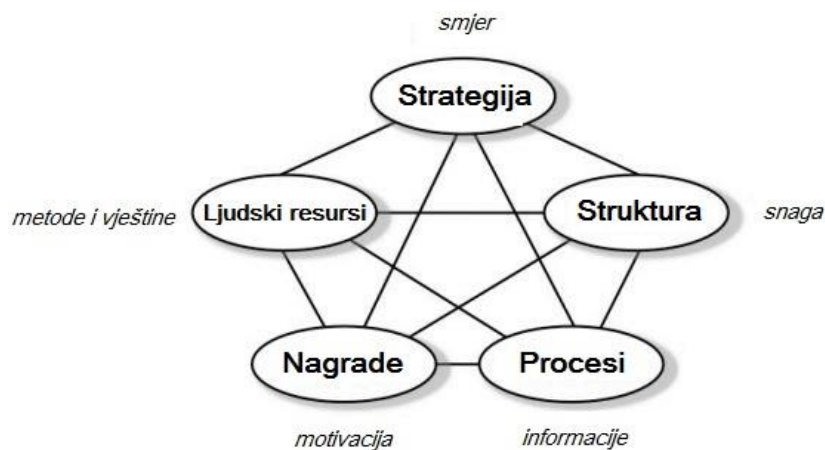 smjer
Strategija
metode i vještine
Ljudski resursi
Struktura
snaga
Nagrade
Procesi
motivacija
informacije